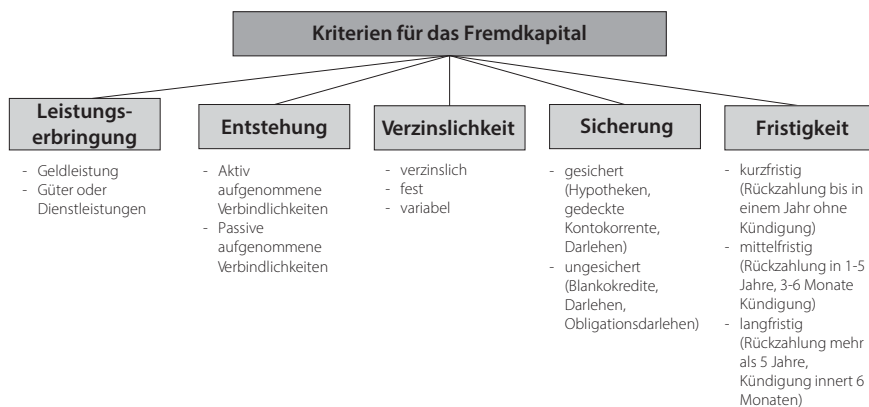 Kriterien für das Fremdkapital
Leistungs-
erbringung
- Geldleistung
- Güter oder
Dienstleistungen
Entstehung
- Aktiv
aufgenommene
Verbindlichkeiten
- Passive
aufgenommene
Verbindlichkeiten
Verzinslichkeit
- verzinslich
- fest
- variabel
Sicherung
- gesichert
(Hypotheken,
gedeckte
Kontokorrente,
Darlehen)
- ungesichert
(Blankokredite,
Darlehen,
Obligationsdarlehen)
Fristigkeit
- kurzfristig
(Rückzahlung bis in
einem Jahr ohne
Kündigung)
- mittelfristig
(Rückzahlung in 1-5
Jahre, 3-6 Monate
Kündigung)
- langfristig
(Rückzahlung mehr
als 5 Jahre,
Kündigung innert 6
Monaten)